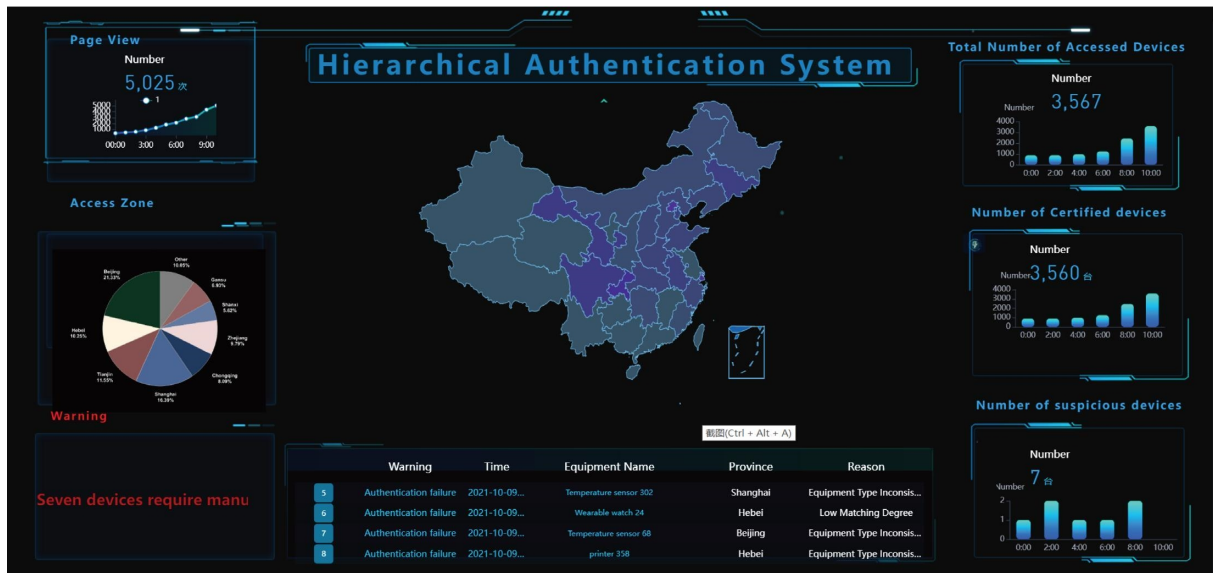 Hierarchical Authentication System
Page View
Number
5,025 次
1
5000
4000
3000
2000
1000
00:00 3:00 6:00 9:00
Access Zone
Other
10.65%
Gansu
Shanxi
5.62%
Zhejiang
9.79%
Chongqing
8.00%
Shanghai
Tianjin
11.55%
Hebei
Beijing
21.33%
Warning
Seven devices require manu
截图(Ctrl + Alt + A)
Warning Time Equipment Name Province Reason
5 Authentication failure 2021-10-09... Temperature sensor 302 Shanghai Equipment Type Inconsis...
6 Authentication failure 2021-10-09... Wearable watch 24 Hebei Low Matching Degree
7 Authentication failure 2021-10-09... Temperature sensor 68 Beijing Equipment Type Inconsis...
8 Authentication failure 2021-10-09... printer 358 Hebei Equipment Type Inconsis...
Total Number of Accessed Devices
Number
3,567
Number
4000
3000
2000
1000
0
0:00 2:00 4:00 6:00 8:00 10:00
Number of Certified devices
Number
Number 3,560 台
4000
3000
2000
1000
0
0:00 2:00 4:00 6:00 8:00 10:00
Number of suspicious devices
Number
7 台
Number
2
1
0
0:00 2:00 4:00 6:00 8:00 10:00